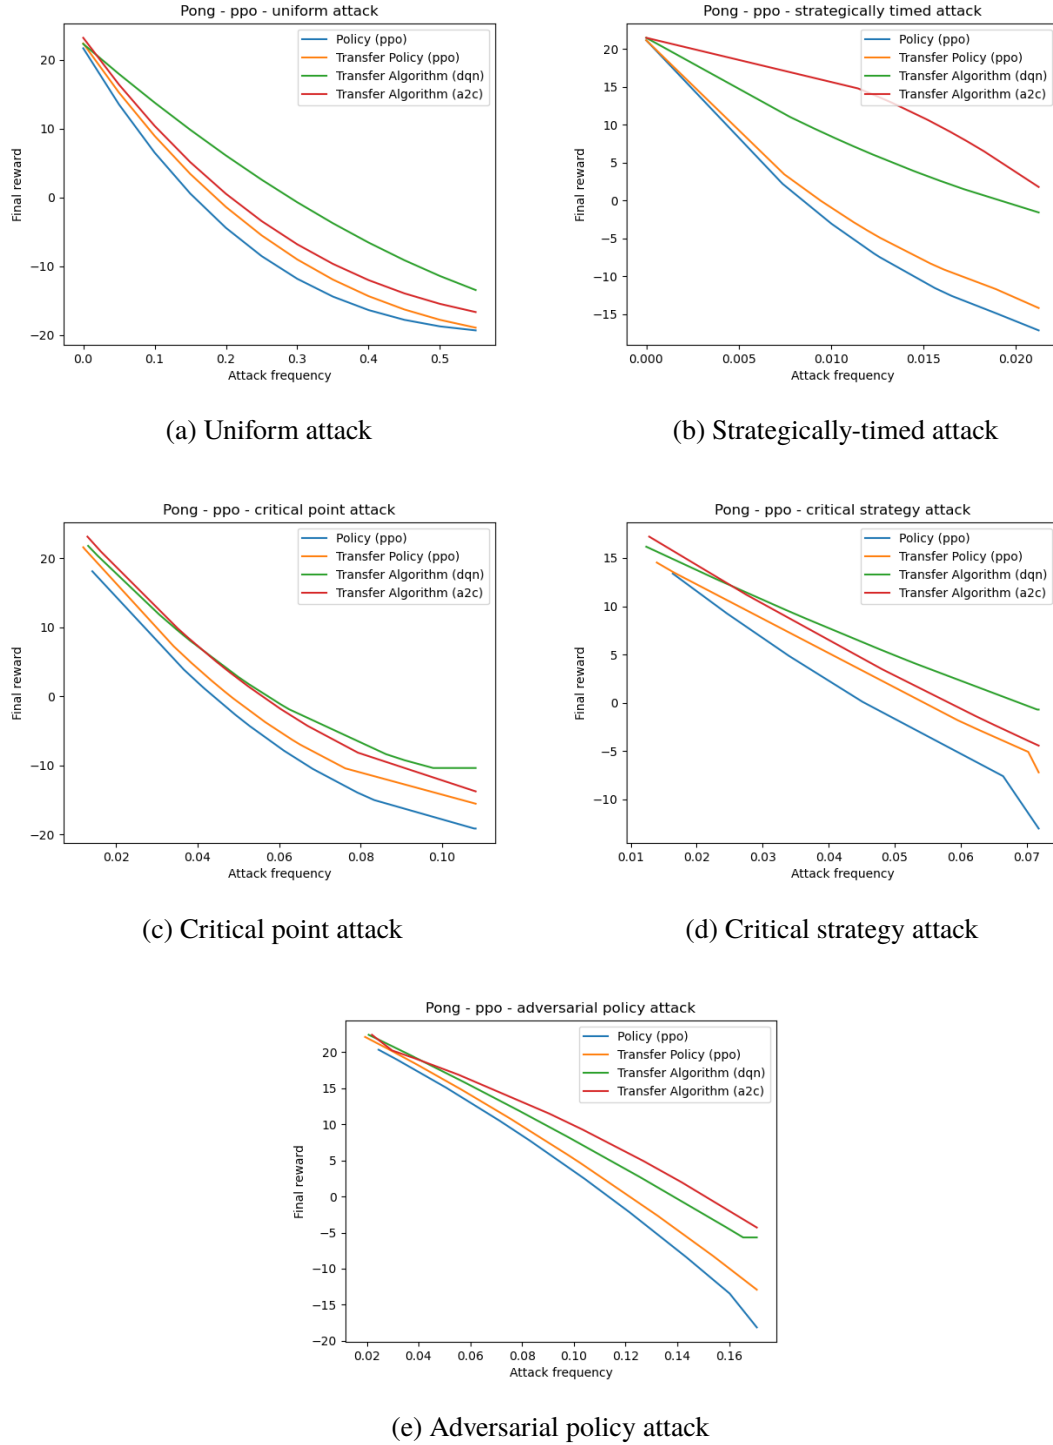 Pong - ppo - uniform attack
Policy (ppo)
Transfer Policy (ppo)
Transfer Algorithm (dqn)
Transfer Algorithm (a2c)
Final reward
20
10
0
−10
−20
0.0 0.1 0.2 0.3 0.4 0.5
Attack frequency
(a) Uniform attack
Pong - ppo - strategically timed attack
Policy (ppo)
Transfer Policy (ppo)
Transfer Algorithm (dqn)
Transfer Algorithm (a2c)
Final reward
20
15
10
5
0
−5
−10
−15
0.000 0.005 0.010 0.015 0.020
Attack frequency
(b) Strategically-timed attack
Pong - ppo - critical point attack
Policy (ppo)
Transfer Policy (ppo)
Transfer Algorithm (dqn)
Transfer Algorithm (a2c)
Final reward
20
10
0
−10
−20
0.02 0.04 0.06 0.08 0.10
Attack frequency
(c) Critical point attack
Pong - ppo - critical strategy attack
Policy (ppo)
Transfer Policy (ppo)
Transfer Algorithm (dqn)
Transfer Algorithm (a2c)
Final reward
15
10
5
0
−5
−10
0.01 0.02 0.03 0.04 0.05 0.06 0.07
Attack frequency
(d) Critical strategy attack
Pong - ppo - adversarial policy attack
Policy (ppo)
Transfer Policy (ppo)
Transfer Algorithm (dqn)
Transfer Algorithm (a2c)
Final reward
20
15
10
5
0
−5
−10
−15
−20
0.02 0.04 0.06 0.08 0.10 0.12 0.14 0.16
Attack frequency
(e) Adversarial policy attack